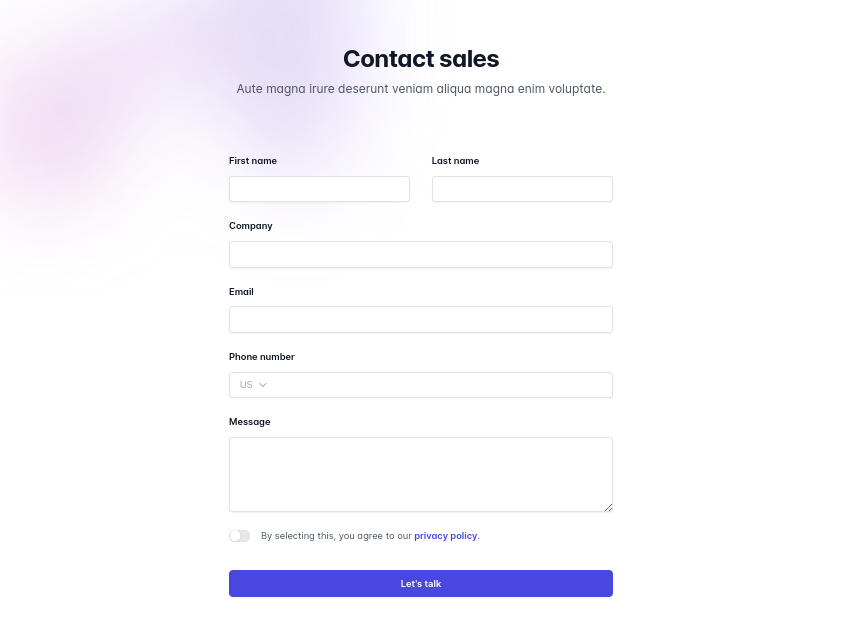 Contact sales
Aute magna irure deserunt veniam aliqua magna enim voluptate.
First name
Last name
Company
Email
Phone number
US
Message
By selecting this, you agree to our privacy policy.
Let's talk